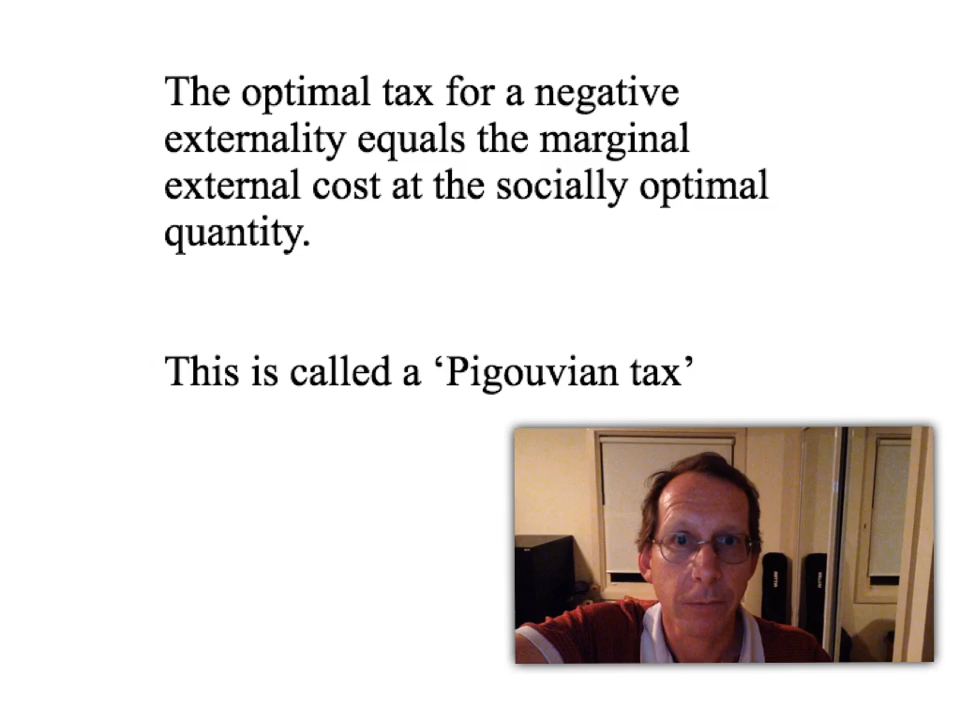 The optimal tax for a negative
externality equals the marginal
external cost at the socially optimal
quantity.
This is called a ‘Pigouvian tax’